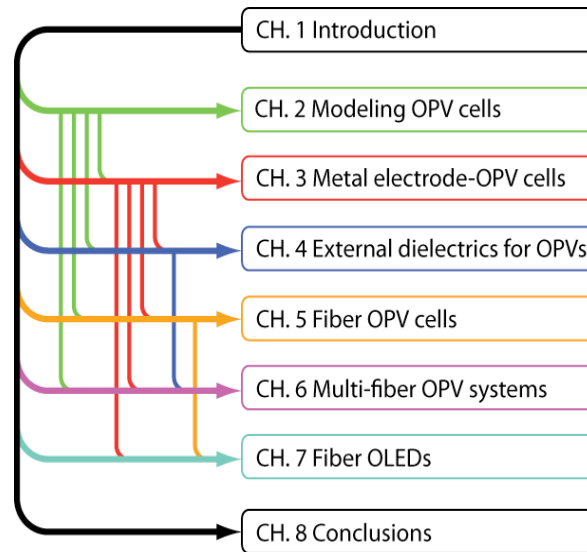 CH. 1 Introduction
CH. 2 Modeling OPV cells
CH. 3 Metal electrode-OPV cells
CH. 4 External dielectrics for OPVs
CH. 5 Fiber OPV cells
CH. 6 Multi-fiber OPV systems
CH. 7 Fiber OLEDs
CH. 8 Conclusions